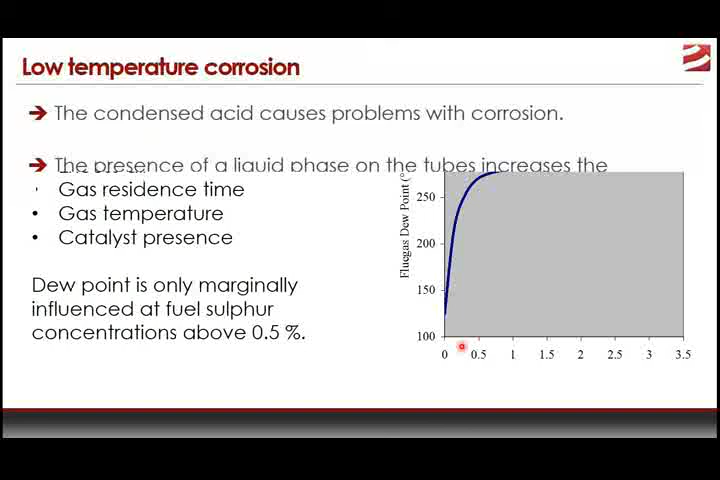 Low temperature corrosion
➔ The condensed acid causes problems with corrosion.
➔ The presence of a liquid phase on the tubes increases the
• Gas residence time
• Gas temperature
• Catalyst presence
Dew point is only marginally
influenced at fuel sulphur
concentrations above 0.5 %.
Fluegas Dew Point (°
250
200
150
100
0 0.5 1 1.5 2 2.5 3 3.5